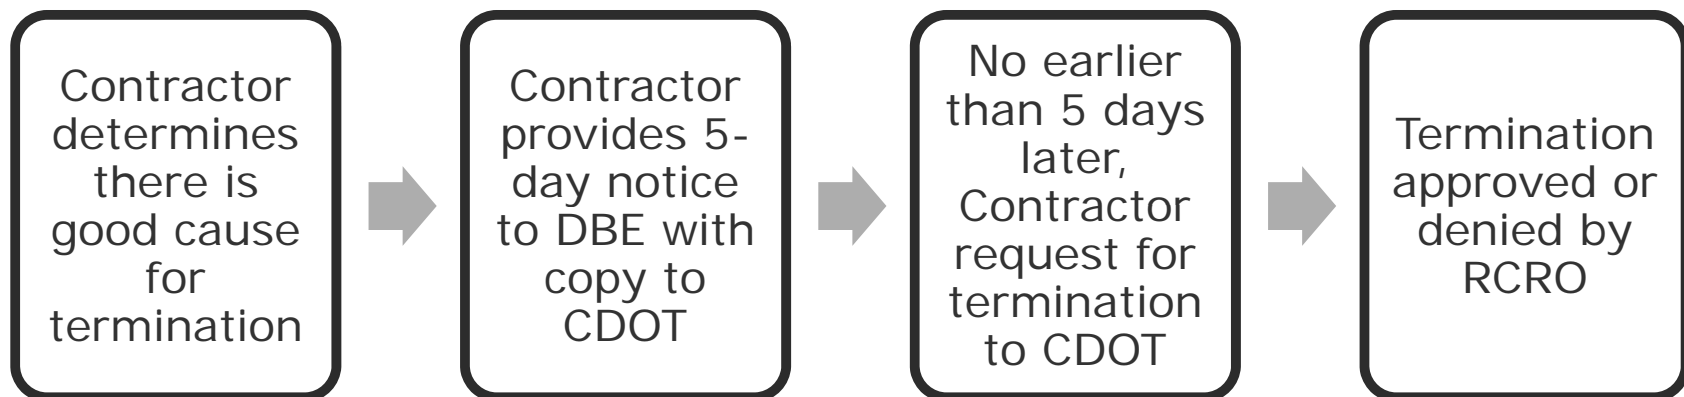 Contractor
determines
there is
good cause
for
termination
Contractor
provides 5-
day notice
to DBE with
copy to
CDOT
No earlier
than 5 days
later,
Contractor
request for
termination
to CDOT
Termination
approved or
denied by
RCRO